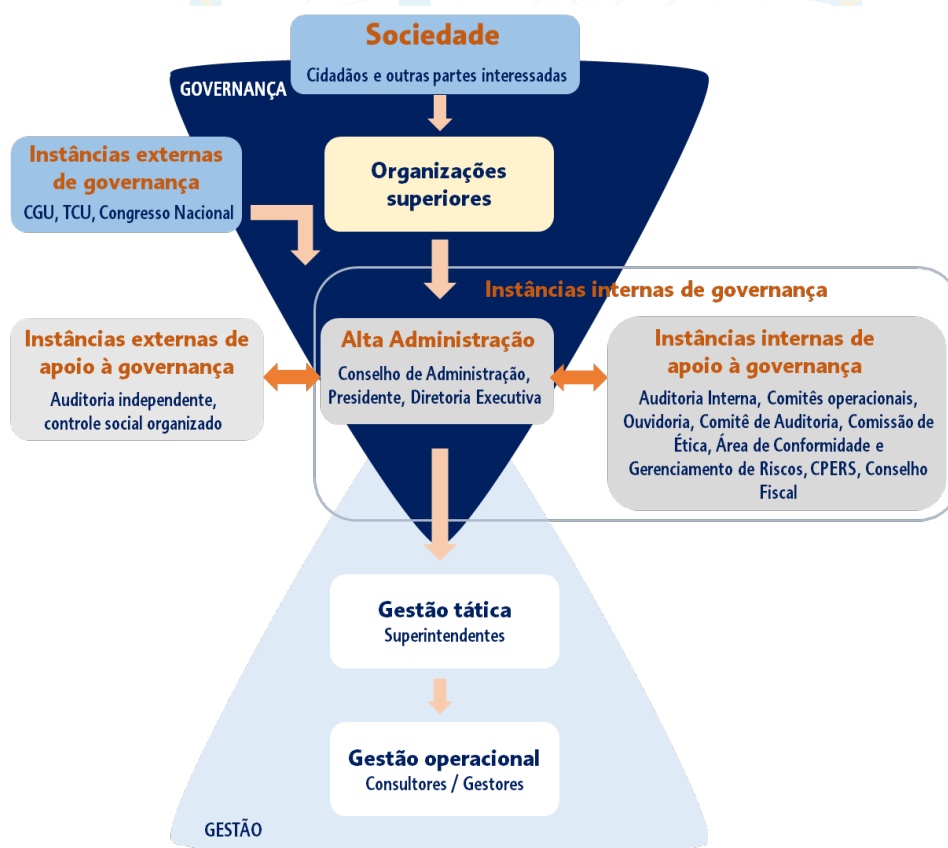 Sociedade
Cidadãos e outras partes interessadas
GOVERNANÇA
Instâncias externas
de governança
CGU, TCU, Congresso Nacional
Organizações
superiores
Instâncias internas de governança
Instâncias externas de
apoio à governança
Auditoria independente,
controle social organizado
Alta Administração
Conselho de Administração,
Presidente, Diretoria Executiva
Instâncias internas de
apoio à governança
Auditoria Interna, Comitês operacionais,
Ouvidoria, Comitê de Auditoria, Comissão de
Ética, Área de Conformidade e
Gerenciamento de Riscos, CPERS, Conselho
Fiscal
Gestão tática
Superintendentes
Gestão operacional
Consultores / Gestores
GESTÃO